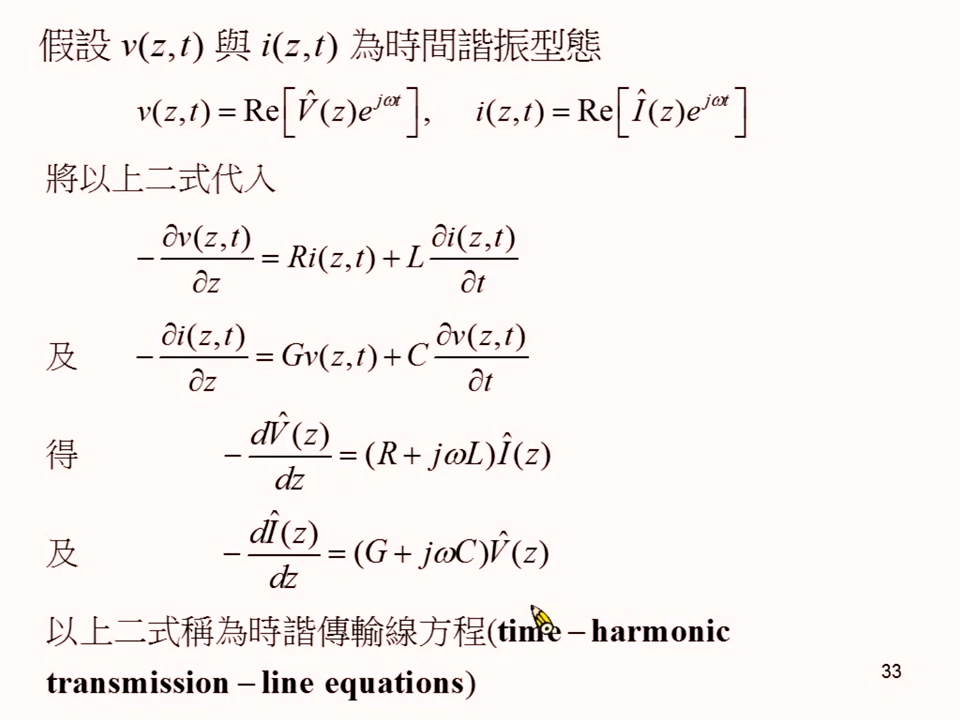 假設 v(z,t) 與 i(z,t) 為時間諧振型態
v(z,t) = Re[V̂(z)e^{jωt}],  i(z,t) = Re[Î(z)e^{jωt}]
將以上二式代入
−∂v(z,t)/∂z = Ri(z,t) + L ∂i(z,t)/∂t
及 −∂i(z,t)/∂z = Gv(z,t) + C ∂v(z,t)/∂t
得 −dV̂(z)/dz = (R + jωL)Î(z)
及 −dÎ(z)/dz = (G + jωC)V̂(z)
以上二式稱為時諧傳輸線方程(time − harmonic
transmission − line equations)
33